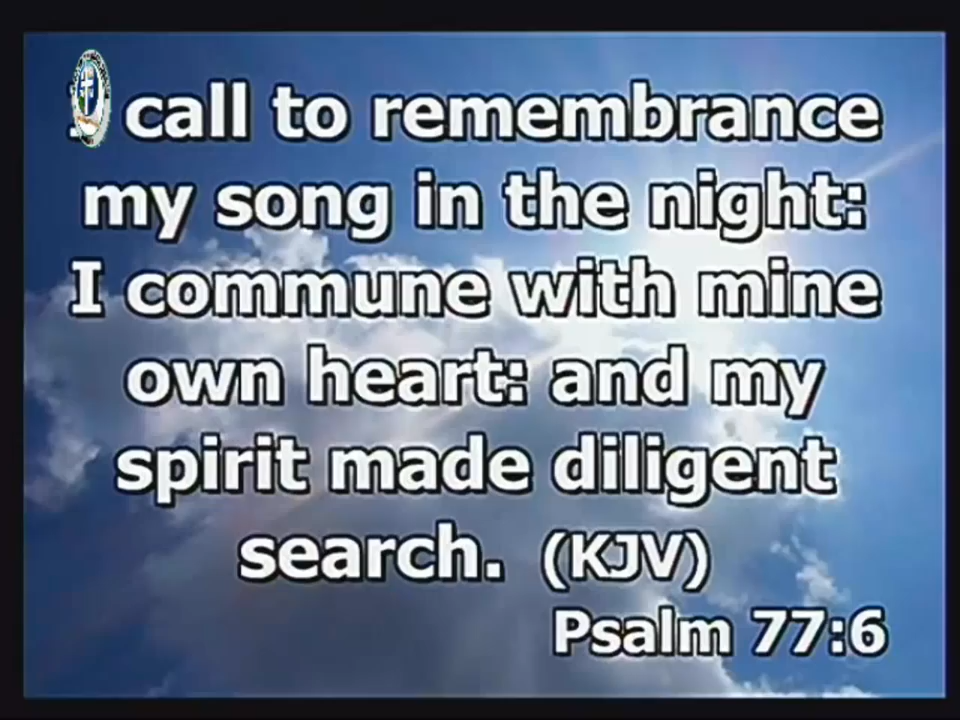 I call to remembrance
my song in the night:
I commune with mine
own heart: and my
spirit made diligent
search. (KJV)
Psalm 77:6